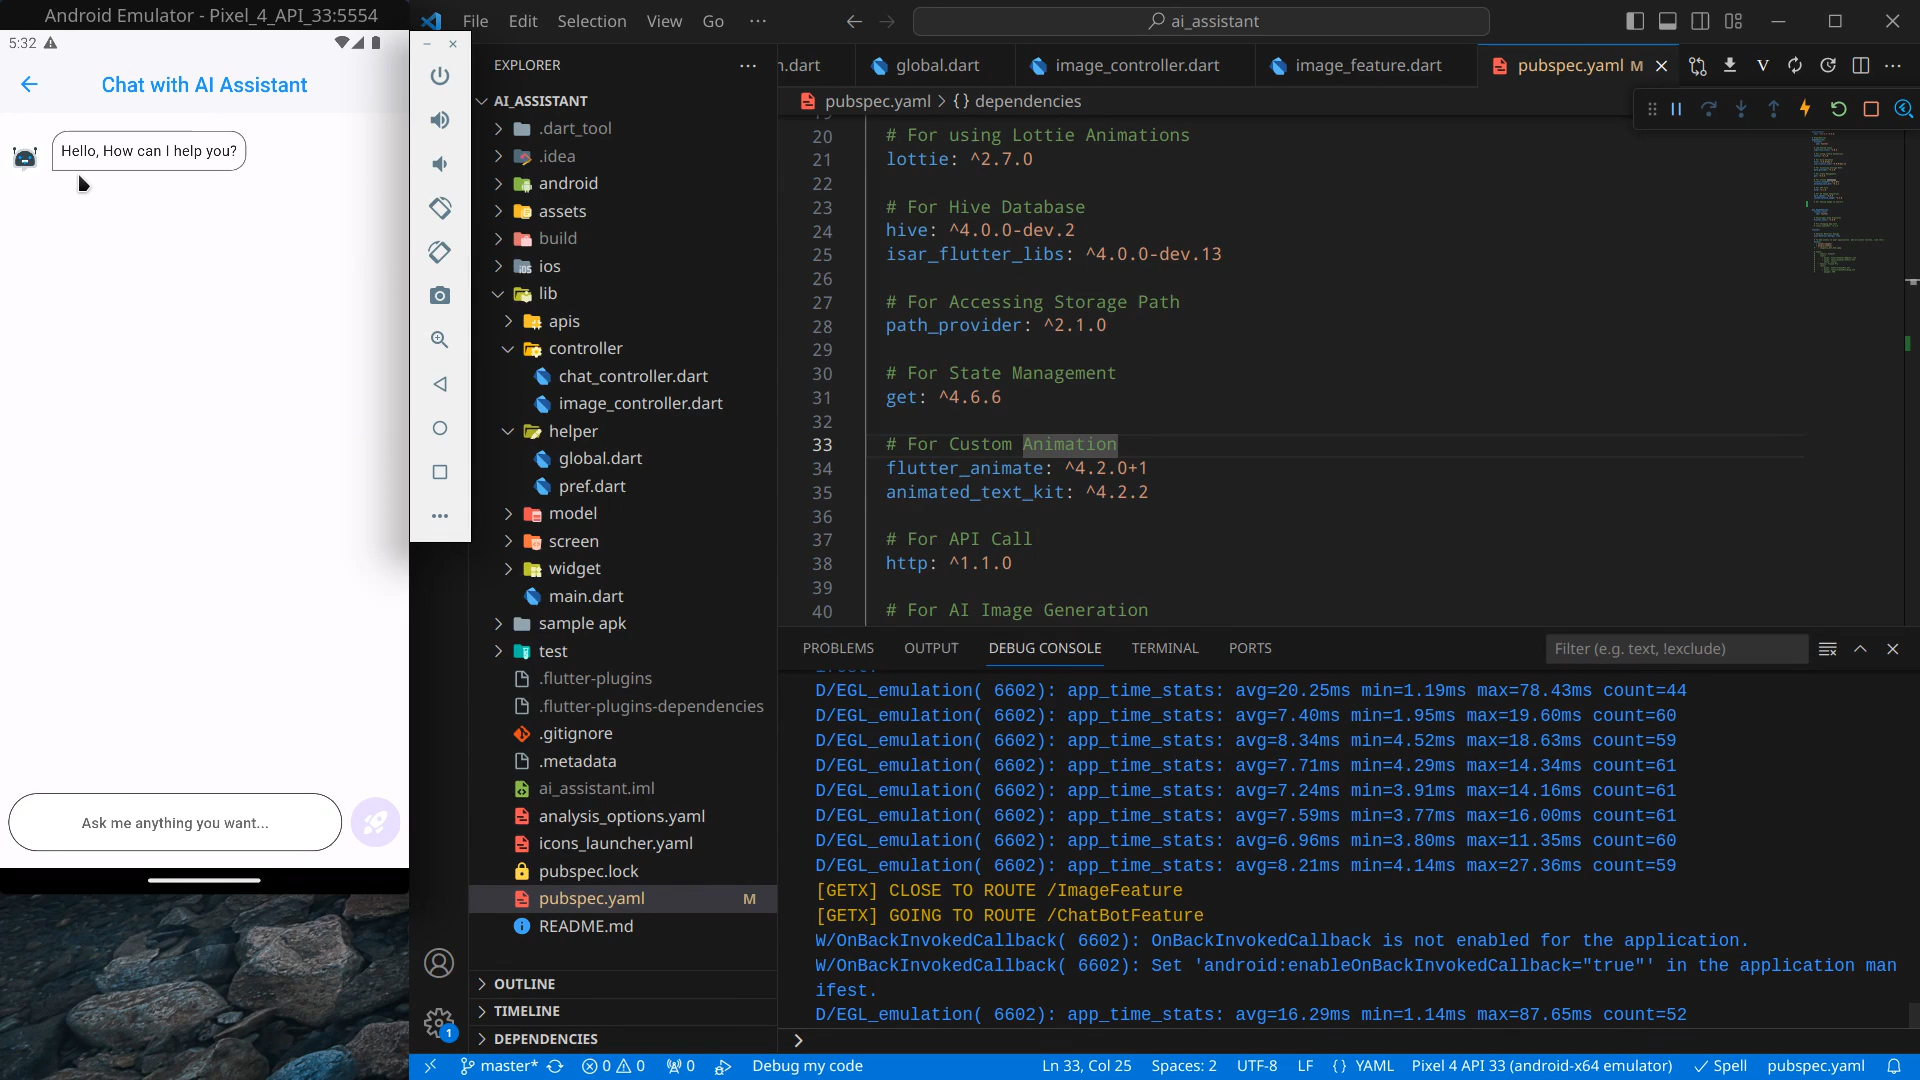 Android Emulator - Pixel_4_API_33:5554
5:32
Chat with AI Assistant
Hello, How can I help you?
Ask me anything you want...
File Edit Selection View Go ···
ai_assistant
EXPLORER
AI_ASSISTANT
.dart_tool
.idea
android
assets
build
ios
lib
apis
controller
chat_controller.dart
image_controller.dart
helper
global.dart
pref.dart
model
screen
widget
main.dart
sample apk
test
.flutter-plugins
.flutter-plugins-dependencies
.gitignore
.metadata
ai_assistant.iml
analysis_options.yaml
icons_launcher.yaml
pubspec.lock
pubspec.yaml M
README.md
OUTLINE
TIMELINE
DEPENDENCIES
1
n.dart global.dart image_controller.dart image_feature.dart pubspec.yaml M
pubspec.yaml > {} dependencies
20 # For using Lottie Animations
21 lottie: ^2.7.0
22
23 # For Hive Database
24 hive: ^4.0.0-dev.2
25 isar_flutter_libs: ^4.0.0-dev.13
26
27 # For Accessing Storage Path
28 path_provider: ^2.1.0
29
30 # For State Management
31 get: ^4.6.6
32
33 # For Custom Animation
34 flutter_animate: ^4.2.0+1
35 animated_text_kit: ^4.2.2
36
37 # For API Call
38 http: ^1.1.0
39
40 # For AI Image Generation
PROBLEMS OUTPUT DEBUG CONSOLE TERMINAL PORTS
Filter (e.g. text, !exclude)
D/EGL_emulation( 6602): app_time_stats: avg=20.25ms min=1.19ms max=78.43ms count=44
D/EGL_emulation( 6602): app_time_stats: avg=7.40ms min=1.95ms max=19.60ms count=60
D/EGL_emulation( 6602): app_time_stats: avg=8.34ms min=4.52ms max=18.63ms count=59
D/EGL_emulation( 6602): app_time_stats: avg=7.71ms min=4.29ms max=14.34ms count=61
D/EGL_emulation( 6602): app_time_stats: avg=7.24ms min=3.91ms max=14.16ms count=61
D/EGL_emulation( 6602): app_time_stats: avg=7.59ms min=3.77ms max=16.00ms count=61
D/EGL_emulation( 6602): app_time_stats: avg=6.96ms min=3.80ms max=11.35ms count=60
D/EGL_emulation( 6602): app_time_stats: avg=8.21ms min=4.14ms max=27.36ms count=59
[GETX] CLOSE TO ROUTE /ImageFeature
[GETX] GOING TO ROUTE /ChatBotFeature
W/OnBackInvokedCallback( 6602): OnBackInvokedCallback is not enabled for the application.
W/OnBackInvokedCallback( 6602): Set 'android:enableOnBackInvokedCallback="true"' in the application man
ifest.
D/EGL_emulation( 6602): app_time_stats: avg=16.29ms min=1.14ms max=87.65ms count=52
master* 0 0 0 Debug my code Ln 33, Col 25 Spaces: 2 UTF-8 LF {} YAML Pixel 4 API 33 (android-x64 emulator) Spell pubspec.yaml